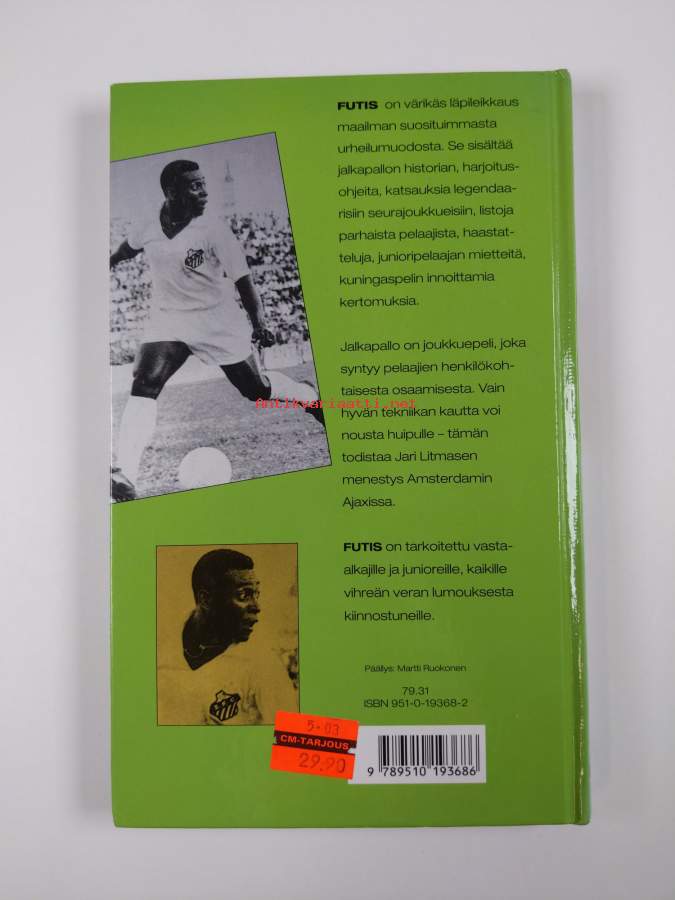 FUTIS on värikäs läpileikkaus
maailman suosituimmasta
urheilumuodosta. Se sisältää
jalkapallon historian, harjoitus-
ohjeita, katsauksia legendaa-
risiin seurajoukkueisiin, listoja
parhaista pelaajista, haastat-
teluja, junioripelaajan mietteitä,
kuningaspelin innoittamia
kertomuksia.
Jalkapallo on joukkuepeli, joka
syntyy pelaajien henkilökoh-
taisesta osaamisesta. Vain
antikvariaatti.net
hyvän tekniikan kautta voi
nousta huipulle – tämän
todistaa Jari Litmasen
menestys Amsterdamin
Ajaxissa.
FUTIS on tarkoitettu vasta-
alkajille ja junioreille, kaikille
vihreän veran lumouksesta
kiinnostuneille.
Päällys: Martti Ruokonen
79.31
ISBN 951-0-19368-2
5-03
CM-TARJOUS
29.90
9 789510 193686